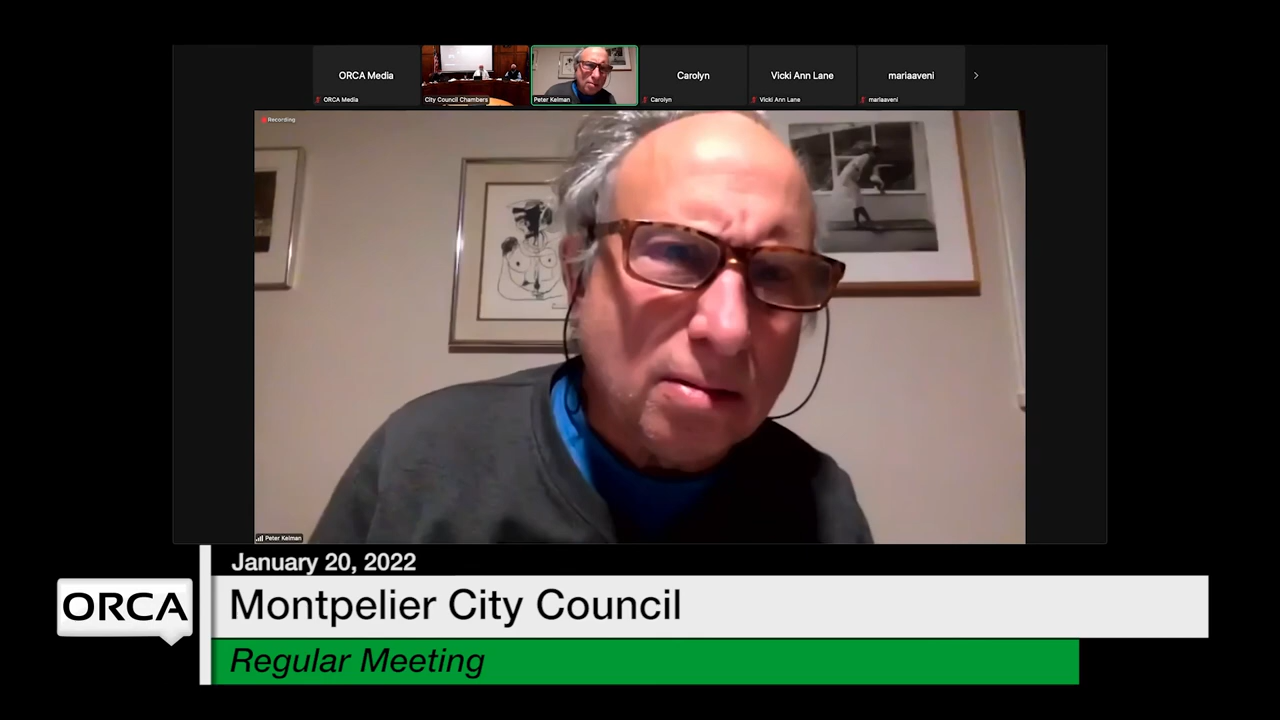 ORCA Media
Carolyn
Vicki Ann Lane
mariaaveni
ORCA Media
City Council Chambers
Peter Kelman
Carolyn
Vicki Ann Lane
mariaaveni
Recording
Peter Kelman
January 20, 2022
ORCA
Montpelier City Council
Regular Meeting